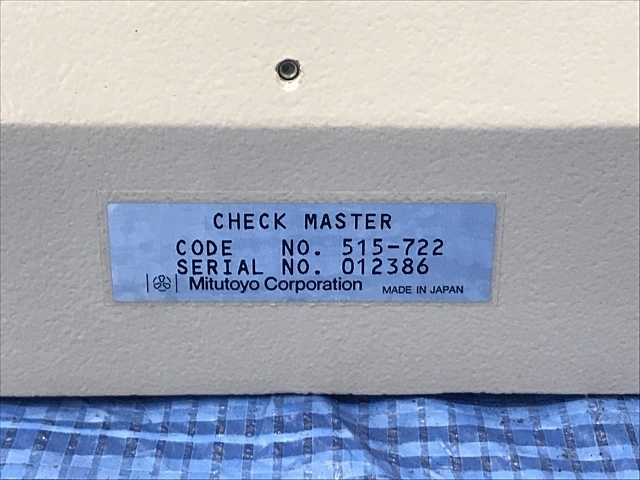 CHECK MASTER
CODE NO. 515-722
SERIAL NO. 012386
Mitutoyo Corporation MADE IN JAPAN